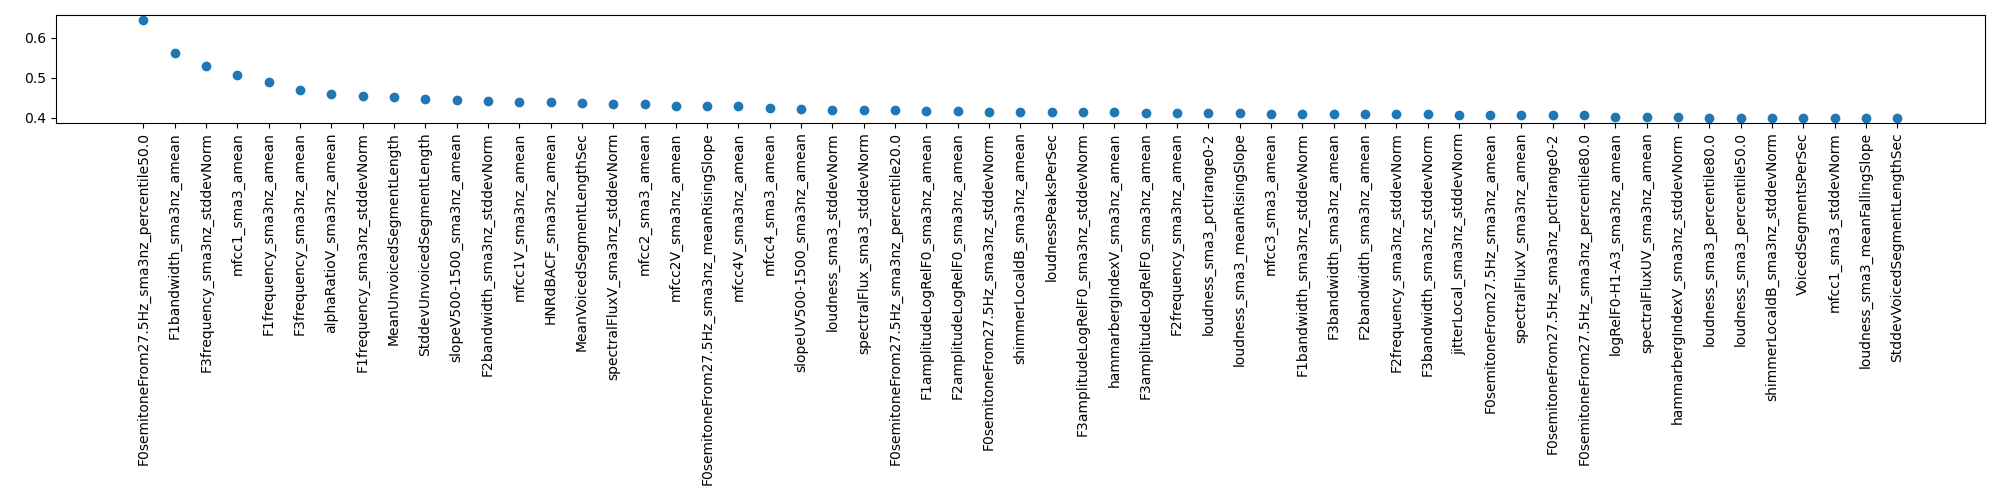 0.6
0.5
0.4
F0semitoneFrom27.5Hz_sma3nz_percentile50.0
F1bandwidth_sma3nz_amean
F3frequency_sma3nz_stddevNorm
mfcc1_sma3_amean
F1frequency_sma3nz_amean
F3frequency_sma3nz_amean
alphaRatioV_sma3nz_amean
F1frequency_sma3nz_stddevNorm
MeanUnvoicedSegmentLength
StddevUnvoicedSegmentLength
slopeV500-1500_sma3nz_amean
F2bandwidth_sma3nz_stddevNorm
mfcc1V_sma3nz_amean
HNRdBACF_sma3nz_amean
MeanVoicedSegmentLengthSec
spectralFluxV_sma3nz_stddevNorm
mfcc2_sma3_amean
mfcc2V_sma3nz_amean
F0semitoneFrom27.5Hz_sma3nz_meanRisingSlope
mfcc4V_sma3nz_amean
mfcc4_sma3_amean
slopeUV500-1500_sma3nz_amean
loudness_sma3_stddevNorm
spectralFlux_sma3_stddevNorm
F0semitoneFrom27.5Hz_sma3nz_percentile20.0
F1amplitudeLogRelF0_sma3nz_amean
F2amplitudeLogRelF0_sma3nz_amean
F0semitoneFrom27.5Hz_sma3nz_stddevNorm
shimmerLocaldB_sma3nz_amean
loudnessPeaksPerSec
F3amplitudeLogRelF0_sma3nz_stddevNorm
hammarbergIndexV_sma3nz_amean
F3amplitudeLogRelF0_sma3nz_amean
F2frequency_sma3nz_amean
loudness_sma3_pctlrange0-2
loudness_sma3_meanRisingSlope
mfcc3_sma3_amean
F1bandwidth_sma3nz_stddevNorm
F3bandwidth_sma3nz_amean
F2bandwidth_sma3nz_amean
F2frequency_sma3nz_stddevNorm
F3bandwidth_sma3nz_stddevNorm
jitterLocal_sma3nz_stddevNorm
F0semitoneFrom27.5Hz_sma3nz_amean
spectralFluxV_sma3nz_amean
F0semitoneFrom27.5Hz_sma3nz_pctlrange0-2
F0semitoneFrom27.5Hz_sma3nz_percentile80.0
logRelF0-H1-A3_sma3nz_amean
spectralFluxUV_sma3nz_amean
hammarbergIndexV_sma3nz_stddevNorm
loudness_sma3_percentile80.0
loudness_sma3_percentile50.0
shimmerLocaldB_sma3nz_stddevNorm
VoicedSegmentsPerSec
mfcc1_sma3_stddevNorm
loudness_sma3_meanFallingSlope
StddevVoicedSegmentLengthSec